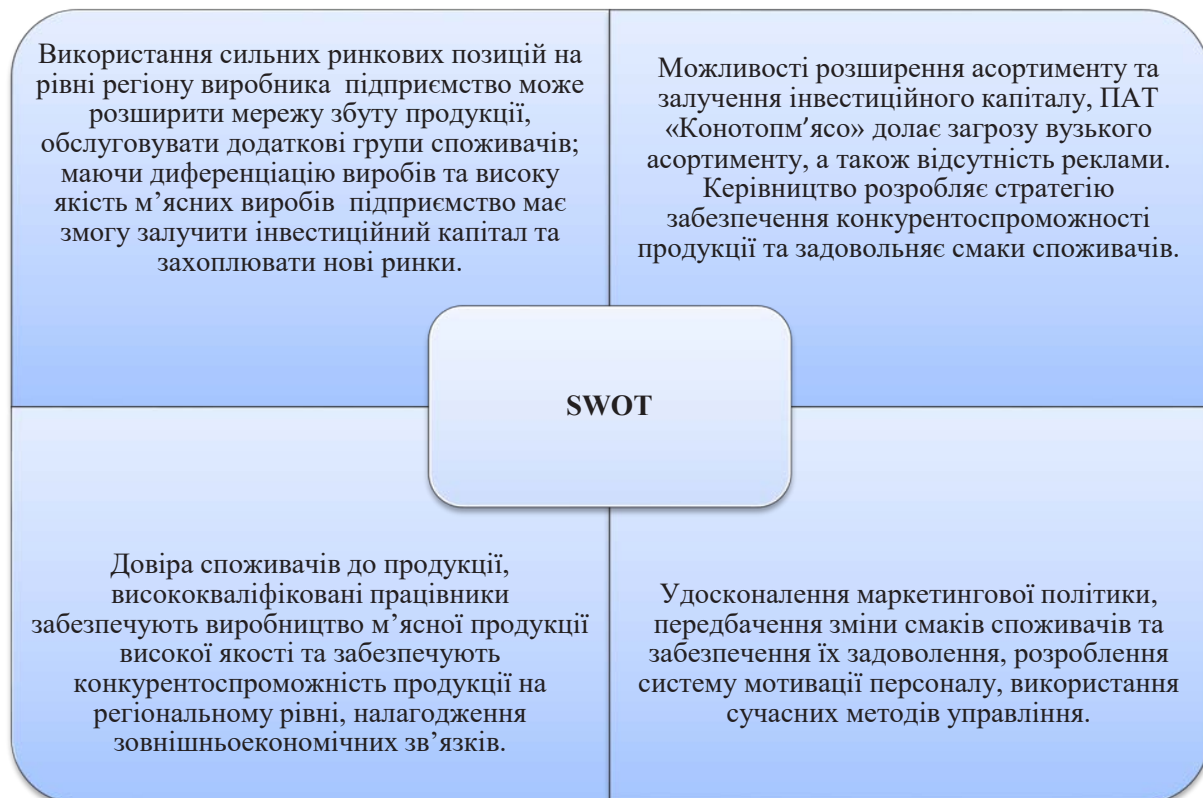 Використання сильних ринкових позицій на
рівні регіону виробника підприємство може
розширити мережу збуту продукції,
обслуговувати додаткові групи споживачів;
маючи диференціацію виробів та високу
якість м’ясних виробів підприємство має
змогу залучити інвестиційний капітал та
захоплювати нові ринки.
Можливості розширення асортименту та
залучення інвестиційного капіталу, ПАТ
«Конотопм′ясо» долає загрозу вузького
асортименту, а також відсутність реклами.
Керівництво розробляє стратегію
забезпечення конкурентоспроможності
продукції та задовольняє смаки споживачів.
SWOT
Довіра споживачів до продукції,
висококваліфіковані працівники
забезпечують виробництво м’ясної продукції
високої якості та забезпечують
конкурентоспроможність продукції на
регіональному рівні, налагодження
зовнішньоекономічних зв’язків.
Удосконалення маркетингової політики,
передбачення зміни смаків споживачів та
забезпечення їх задоволення, розроблення
систему мотивації персоналу, використання
сучасних методів управління.